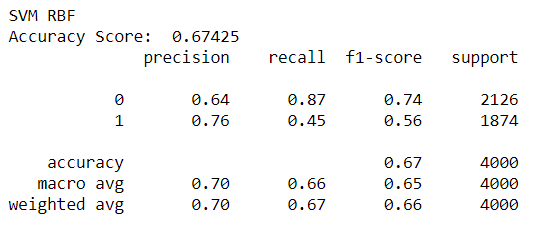 SVM RBF
Accuracy Score:  0.67425
precision    recall  f1-score   support
0       0.64      0.87      0.74      2126
1       0.76      0.45      0.56      1874
accuracy                           0.67      4000
macro avg       0.70      0.66      0.65      4000
weighted avg       0.70      0.67      0.66      4000